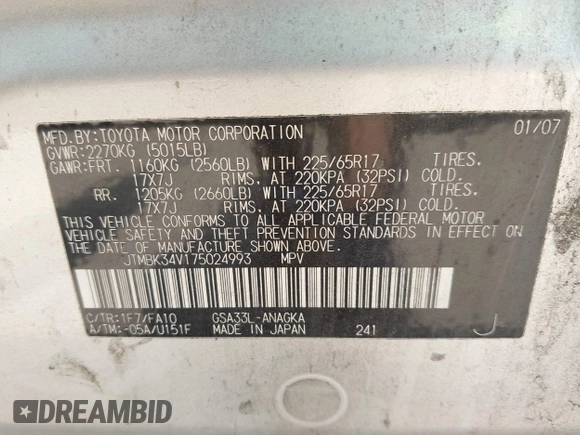 MFD.BY:TOYOTA MOTOR CORPORATION 01/07
GVWR:2270KG (5015LB)
GAWR:FRT. 1160KG (2560LB) WITH 225/65R17 TIRES.
17X7J RIMS. AT 220KPA (32PSI) COLD.
RR. 1205KG (2660LB) WITH 225/65R17 TIRES.
17X7J RIMS. AT 220KPA (32PSI) COLD.
THIS VEHICLE CONFORMS TO ALL APPLICABLE FEDERAL MOTOR
VEHICLE SAFETY AND THEFT PREVENTION STANDARDS IN EFFECT
ON THE DATE OF MANUFACTURE SHOWN ABOVE.
JTMBK34V175024993 MPV
C/TR:1F7/FA10 GSA33L-ANAGKA
A/TM:-05A/U151F MADE IN JAPAN 241 J
DREAMBID